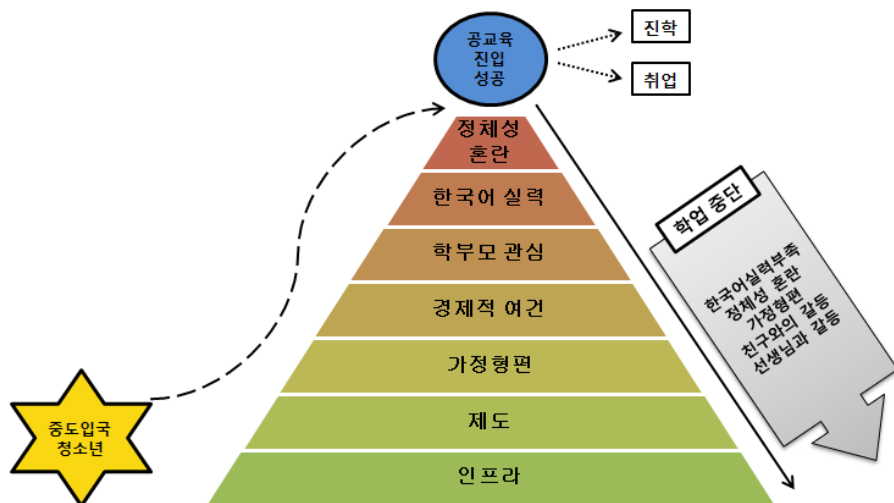 공교육
진입
성공
진학
취업
정체성
혼란
한국어 실력
학부모 관심
경제적 여건
가정형편
제도
인프라
중도입국
청소년
학업 중단
한국어실력부족
정체성 혼란
가정형편
친구와의 갈등
선생님과 갈등